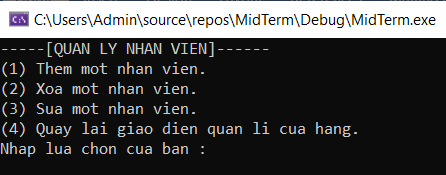 C:\Users\Admin\source\repos\MidTerm\Debug\MidTerm.exe
-----[QUAN LY NHAN VIEN]------
(1) Them mot nhan vien.
(2) Xoa mot nhan vien.
(3) Sua mot nhan vien.
(4) Quay lai giao dien quan li cua hang.
Nhap lua chon cua ban :